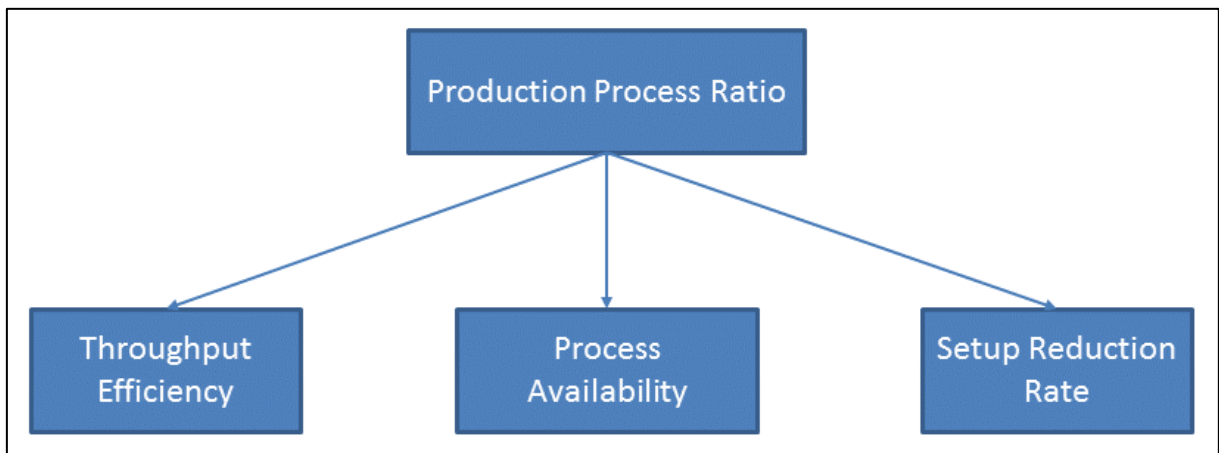 Production Process Ratio
Throughput
Efficiency
Process
Availability
Setup Reduction
Rate